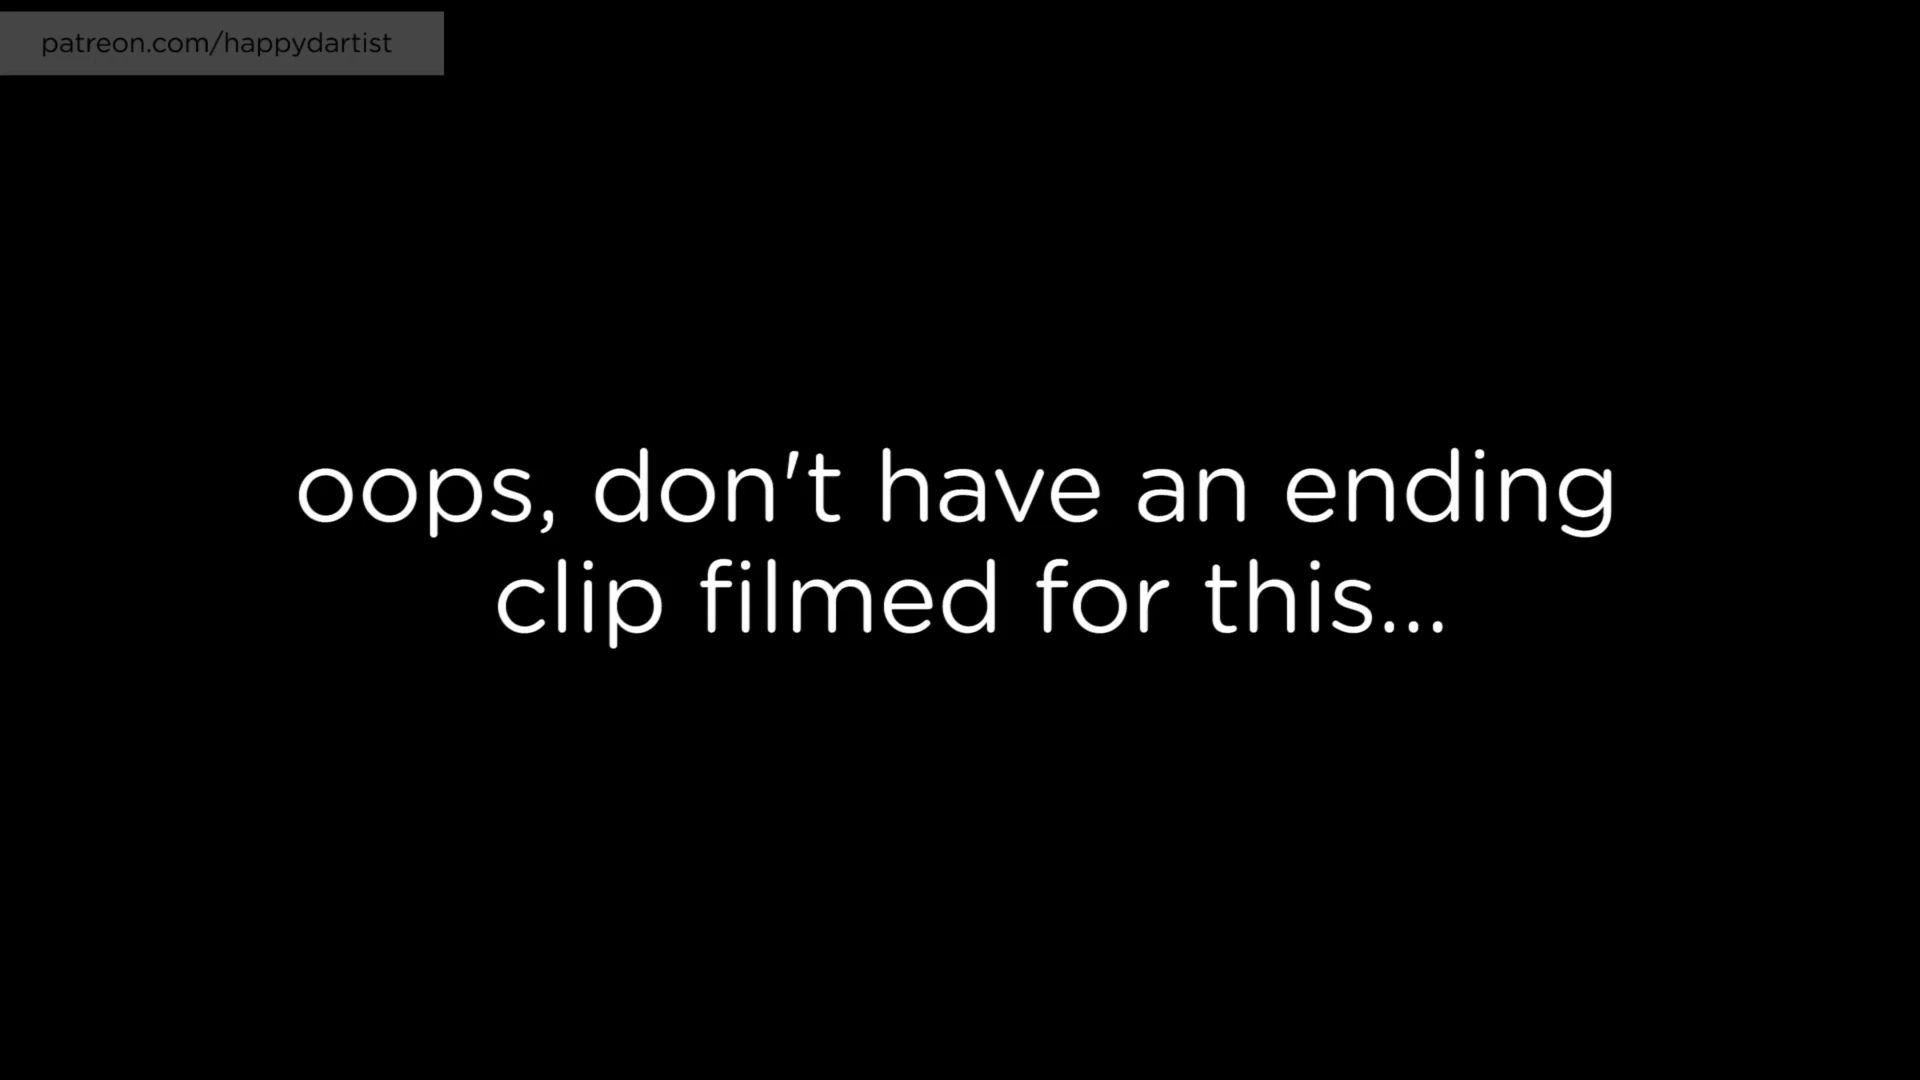 patreon.com/happydartist
oops, don't have an ending
clip filmed for this...